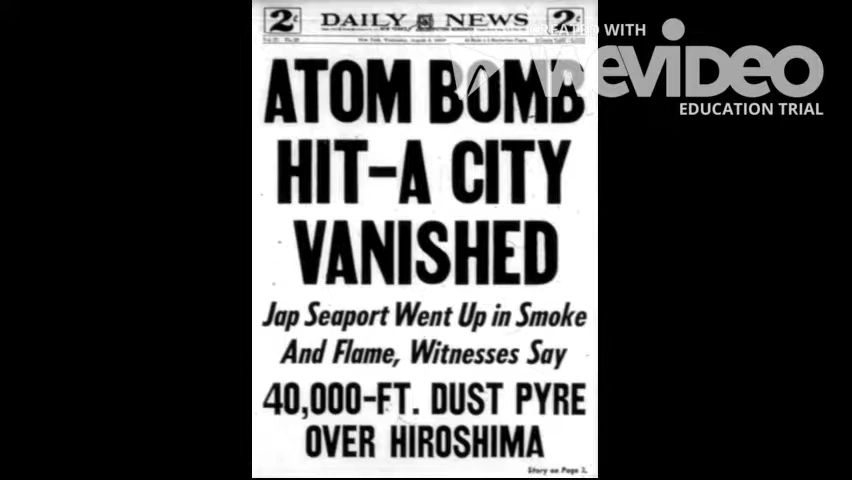 2¢ DAILY NEWS 2¢
CREATED WITH
WeVideo
EDUCATION TRIAL
ATOM BOMB
HIT-A CITY
VANISHED
Jap Seaport Went Up in Smoke
And Flame, Witnesses Say
40,000-FT. DUST PYRE
OVER HIROSHIMA
Story on Page 3.